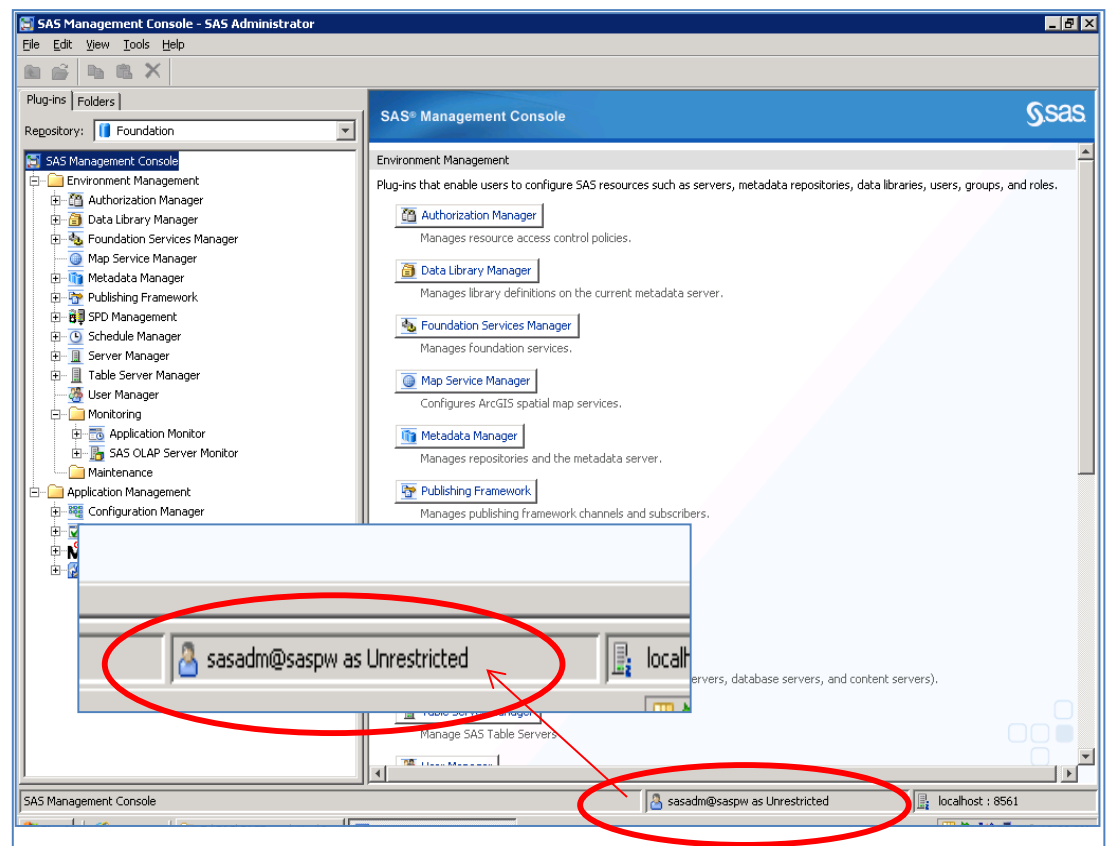 SAS Management Console - SAS Administrator
File Edit View Tools Help
Plug-ins Folders
Repository: Foundation
SAS Management Console
Environment Management
Authorization Manager
Data Library Manager
Foundation Services Manager
Map Service Manager
Metadata Manager
Publishing Framework
SPD Management
Schedule Manager
Server Manager
Table Server Manager
User Manager
Monitoring
Application Monitor
SAS OLAP Server Monitor
Maintenance
Application Management
Configuration Manager
SAS® Management Console
sas
Environment Management
Plug-ins that enable users to configure SAS resources such as servers, metadata repositories, data libraries, users, groups, and roles.
Authorization Manager
Manages resource access control policies.
Data Library Manager
Manages library definitions on the current metadata server.
Foundation Services Manager
Manages foundation services.
Map Service Manager
Configures ArcGIS spatial map services.
Metadata Manager
Manages repositories and the metadata server.
Publishing Framework
Manages publishing framework channels and subscribers.
servers, database servers, and content servers).
Table Server Manager
Manage SAS Table Servers
User Manager
sasadm@saspw as Unrestricted
localh
SAS Management Console
sasadm@saspw as Unrestricted
localhost : 8561